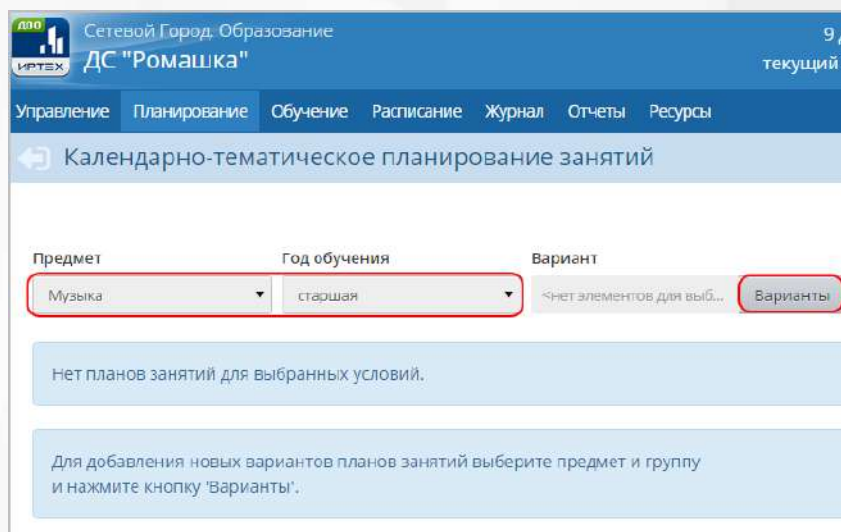 ДПО
ИРТЕХ
Сетевой Город. Образование
ДС "Ромашка"
9
текущий
Управление Планирование Обучение Расписание Журнал Отчеты Ресурсы
Календарно-тематическое планирование занятий
Предмет Год обучения Вариант
Музыка старшая <нет элементов для выб... Варианты
Нет планов занятий для выбранных условий.
Для добавления новых вариантов планов занятий выберите предмет и группу
и нажмите кнопку 'Варианты'.